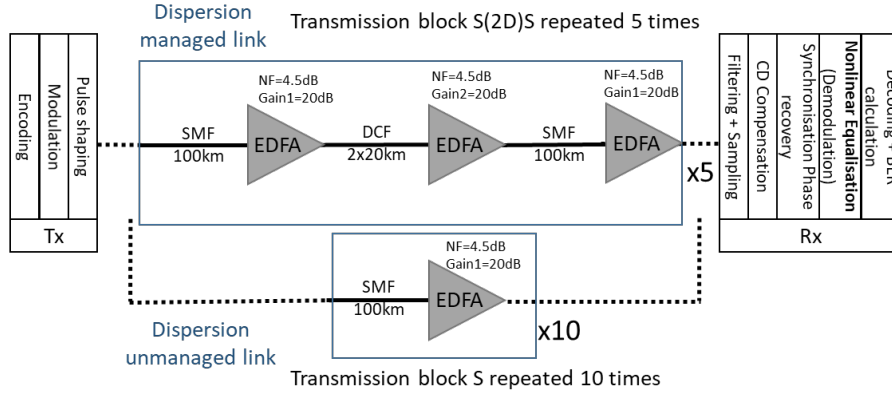 Dispersion
managed link
Transmission block S(2D)S repeated 5 times
Encoding
Modulation
Pulse shaping
Tx
SMF
100km
NF=4.5dB
Gain1=20dB
EDFA
DCF
2x20km
NF=4.5dB
Gain2=20dB
EDFA
SMF
100km
NF=4.5dB
Gain1=20dB
EDFA
x5
Filtering + Sampling
CD Compensation
Synchronisation Phase
recovery
Nonlinear Equalisation
(Demodulation)
Decoding + BER
calculation
Rx
SMF
100km
NF=4.5dB
Gain1=20dB
EDFA
x10
Dispersion
unmanaged link
Transmission block S repeated 10 times